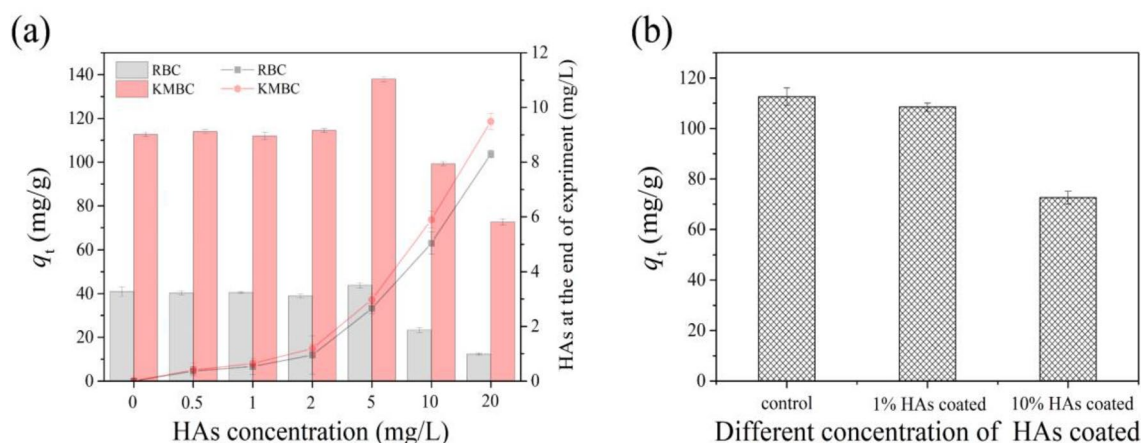 (a)
RBC
KMBC
RBC
KMBC
140
120
100
80
60
40
20
0
qt (mg/g)
12
10
8
6
4
2
0
HAs at the end of expriment (mg/L)
0 0.5 1 2 5 10 20
HAs concentration (mg/L)
(b)
120
100
80
60
40
20
0
qt (mg/g)
control 1% HAs coated 10% HAs coated
Different concentration of HAs coated